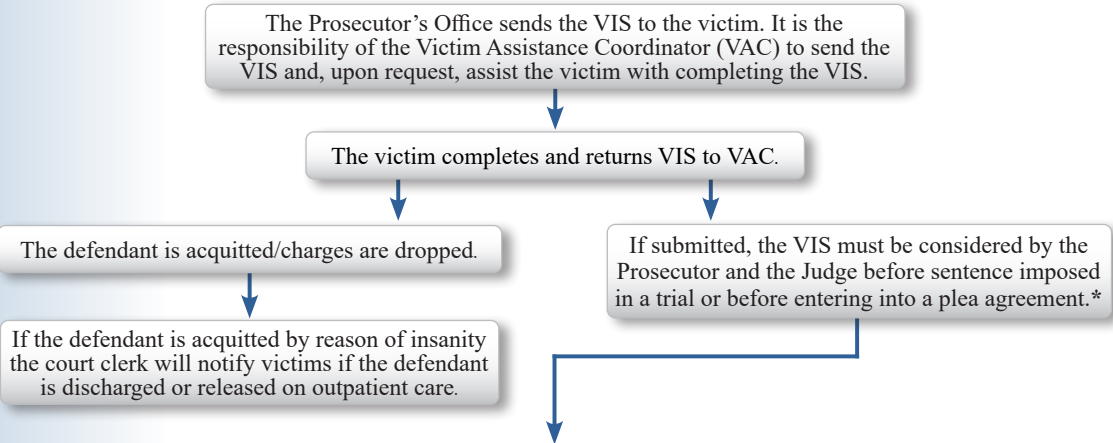 The Prosecutor's Office sends the VIS to the victim. It is the
responsibility of the Victim Assistance Coordinator (VAC) to send the
VIS and, upon request, assist the victim with completing the VIS.
The victim completes and returns VIS to VAC.
The defendant is acquitted/charges are dropped.
If the defendant is acquitted by reason of insanity
the court clerk will notify victims if the defendant
is discharged or released on outpatient care.
If submitted, the VIS must be considered by the
Prosecutor and the Judge before sentence imposed
in a trial or before entering into a plea agreement.*